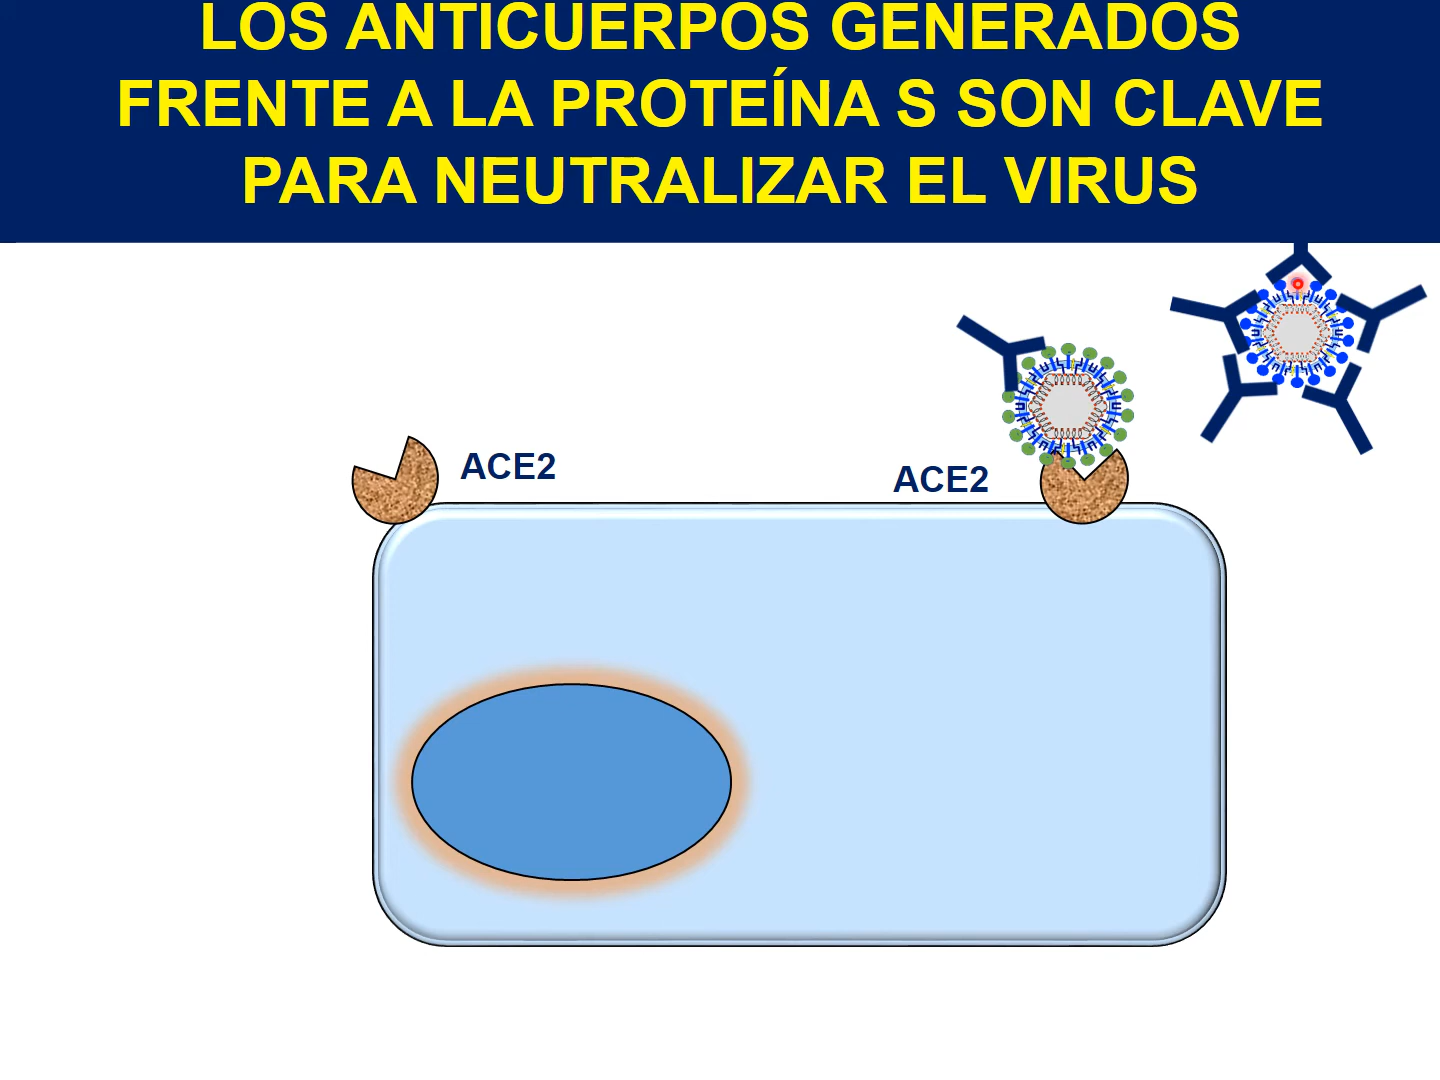 LOS ANTICUERPOS GENERADOS
FRENTE A LA PROTEÍNA S SON CLAVE
PARA NEUTRALIZAR EL VIRUS
ACE2
ACE2